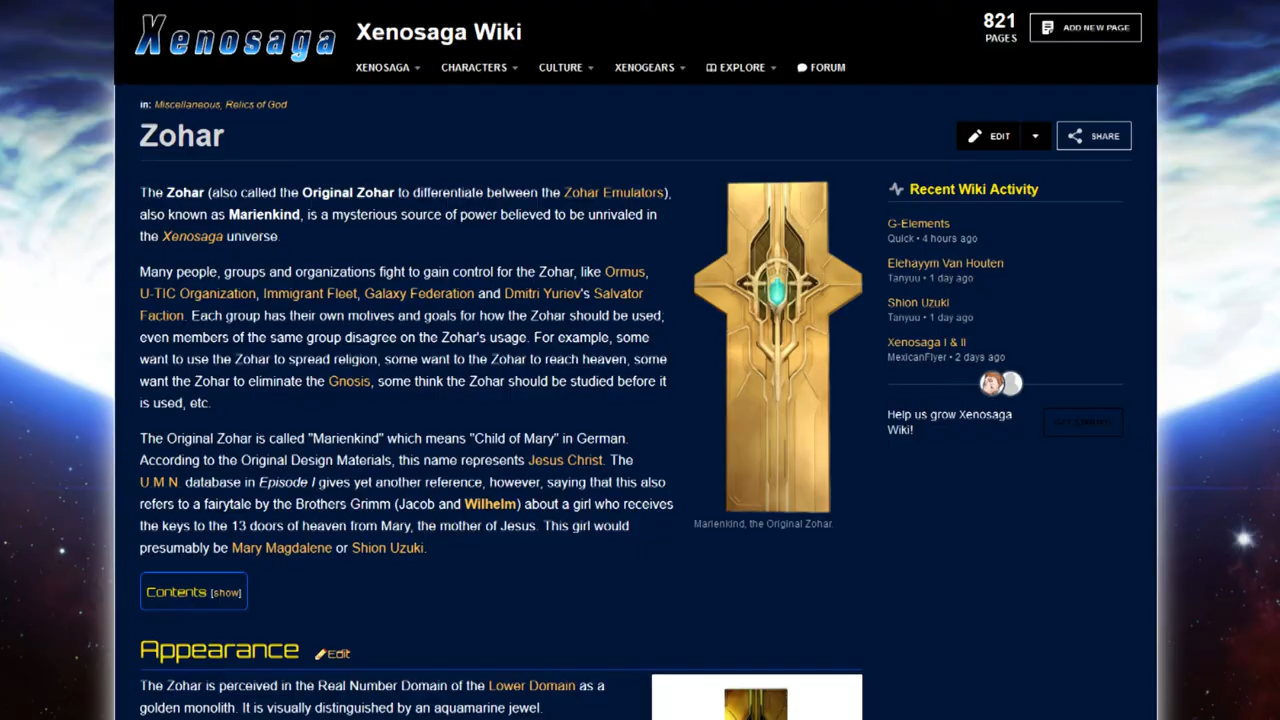 Xenosaga
Xenosaga Wiki
821
PAGES
ADD NEW PAGE
XENOSAGA
CHARACTERS
CULTURE
XENOGEARS
EXPLORE
FORUM
in: Miscellaneous, Relics of God
Zohar
EDIT
SHARE
The Zohar (also called the Original Zohar to differentiate between the Zohar Emulators),
also known as Marienkind, is a mysterious source of power believed to be unrivaled in
the Xenosaga universe.
Many people, groups and organizations fight to gain control for the Zohar, like Ormus,
U-TIC Organization, Immigrant Fleet, Galaxy Federation and Dmitri Yuriev's Salvator
Faction. Each group has their own motives and goals for how the Zohar should be used;
even members of the same group disagree on the Zohar's usage. For example, some
want to use the Zohar to spread religion, some want to the Zohar to reach heaven, some
want the Zohar to eliminate the Gnosis, some think the Zohar should be studied before it
is used, etc.
The Original Zohar is called "Marienkind" which means "Child of Mary" in German.
According to the Original Design Materials, this name represents Jesus Christ. The
U.M.N. database in Episode I gives yet another reference, however, saying that this also
refers to a fairytale by the Brothers Grimm (Jacob and Wilhelm) about a girl who receives
the keys to the 13 doors of heaven from Mary, the mother of Jesus. This girl would
presumably be Mary Magdalene or Shion Uzuki.
Marienkind, the Original Zohar.
Recent Wiki Activity
G-Elements
Quick • 4 hours ago
Elehayym Van Houten
Tanyuu • 1 day ago
Shion Uzuki
Tanyuu • 1 day ago
Xenosaga I & II
MexicanFlyer • 2 days ago
Help us grow Xenosaga
Wiki!
GET STARTED
Contents [show]
Appearance
Edit
The Zohar is perceived in the Real Number Domain of the Lower Domain as a
golden monolith. It is visually distinguished by an aquamarine jewel.